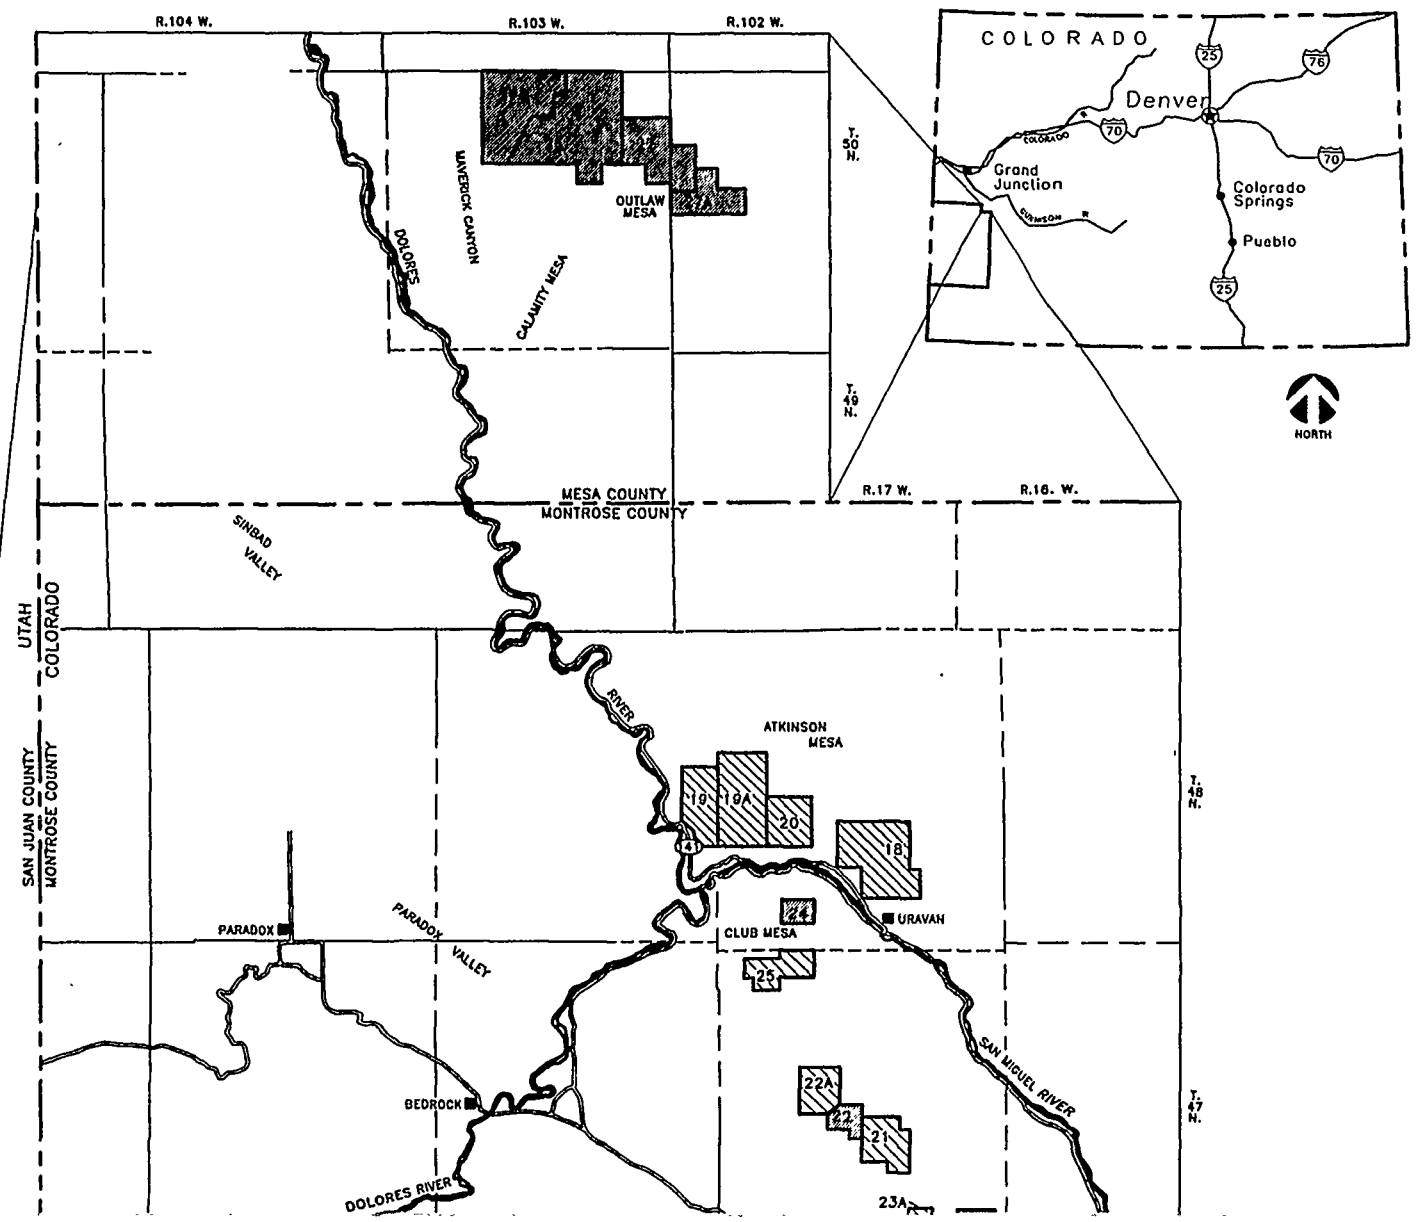 R.104 W.
R.103 W.
R.102 W.
COLORADO
25
76
Denver
70
COLORADO
R
70
T.
50
N.
Grand
Junction
GUNNISON
R
Colorado
Springs
Pueblo
25
MAVERICK CANYON
OUTLAW
MESA
27A
DOLORES
CALAMITY MESA
T.
49
N.
NORTH
MESA COUNTY
MONTROSE COUNTY
R.17 W.
R.16. W.
SINBAD
VALLEY
UTAH
COLORADO
RIVER
ATKINSON
MESA
SAN JUAN COUNTY
MONTROSE COUNTY
19
19A
20
T.
48
N.
141
18
24
URAVAN
PARADOX
PARADOX
VALLEY
CLUB MESA
25
SAN MIGUEL RIVER
22A
BEDROCK
22
21
T.
47
N.
DOLORES RIVER
23A